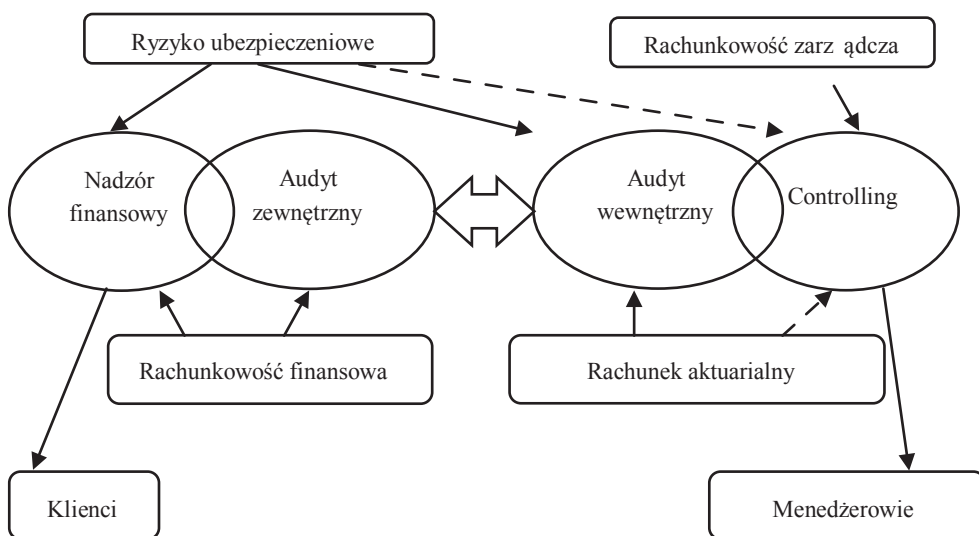 Ryzyko ubezpieczeniowe
Rachunkowość zarz ądcza
Nadzór
finansowy
Audyt
zewnętrzny
Audyt
wewnętrzny
Controlling
Rachunkowość finansowa
Rachunek aktuarialny
Klienci
Menedżerowie